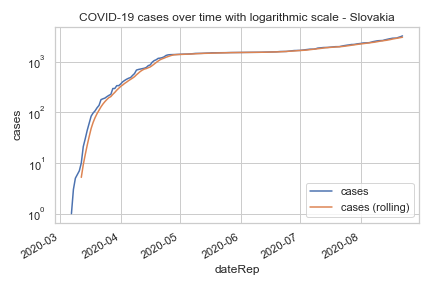 COVID-19 cases over time with logarithmic scale - Slovakia
cases
10³
10²
10¹
10⁰
cases
cases (rolling)
2020-03
2020-04
2020-05
2020-06
2020-07
2020-08
dateRep